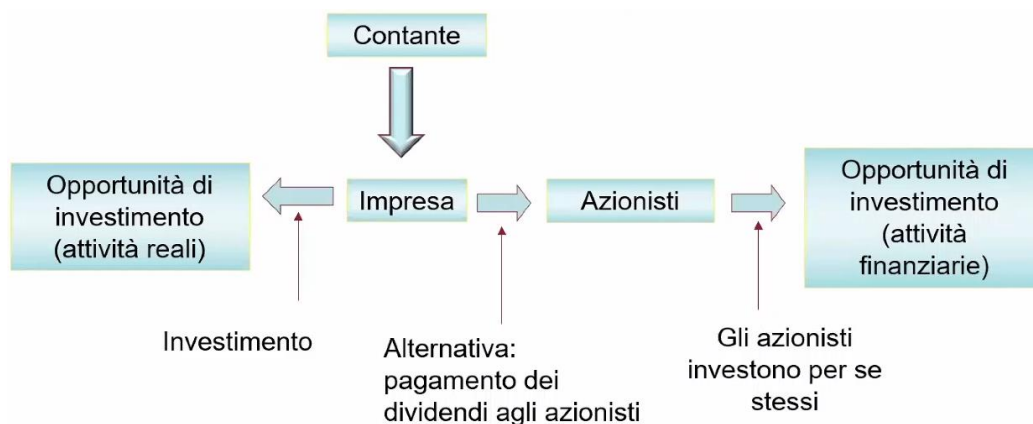 Contante
Opportunità di
investimento
(attività reali)
Impresa
Azionisti
Opportunità di
investimento
(attività
finanziarie)
Investimento
Alternativa:
pagamento dei
dividendi agli azionisti
Gli azionisti
investono per se
stessi